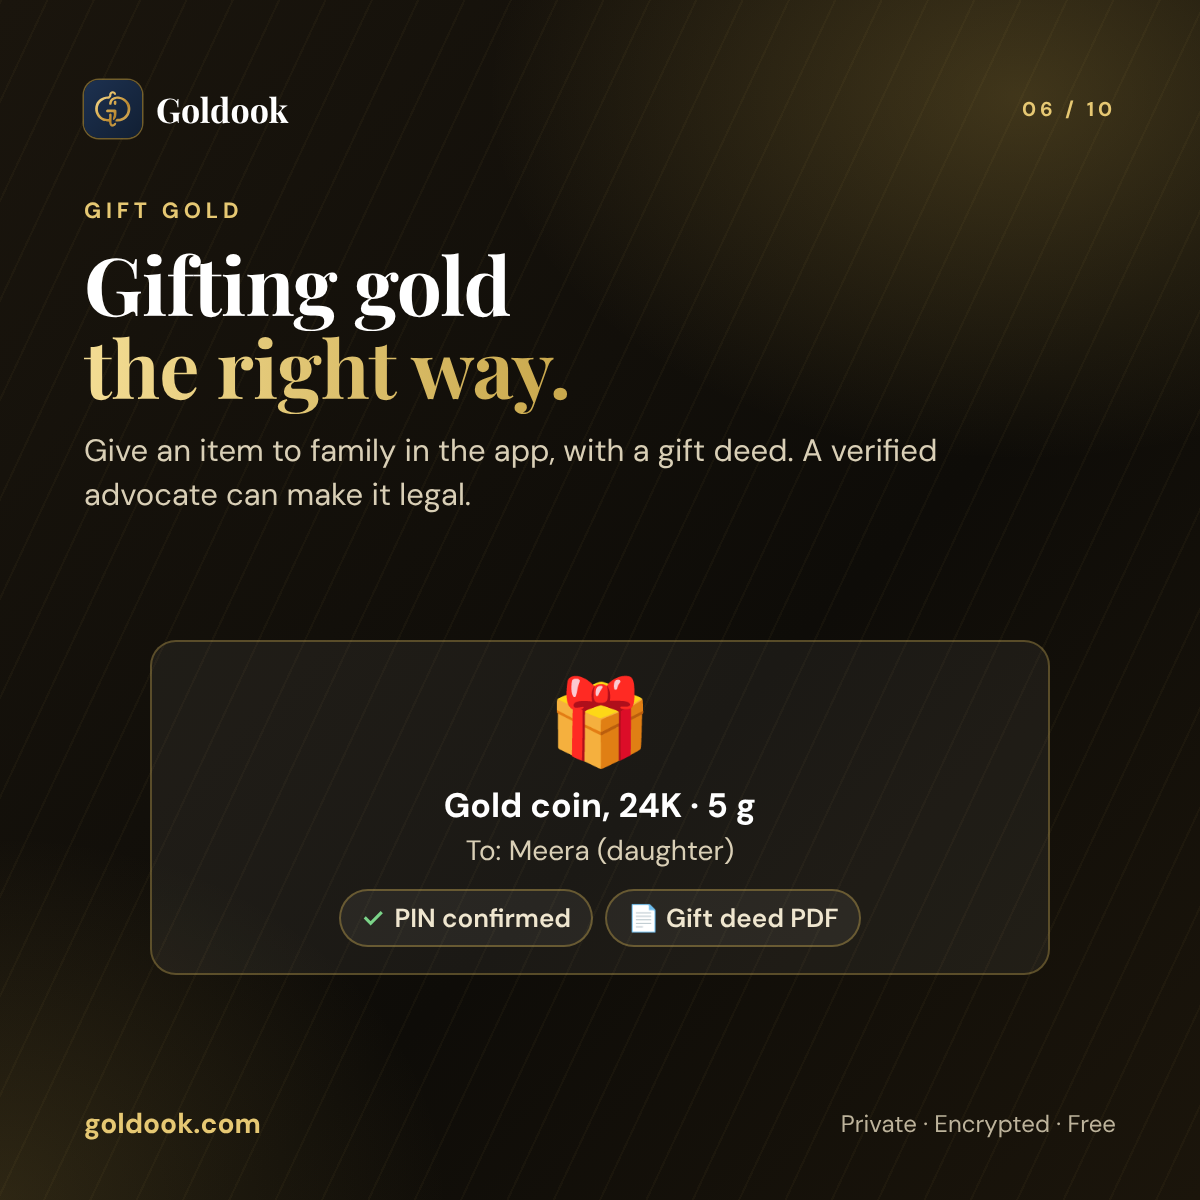 Goldook
06 / 10
GIFT GOLD
Gifting gold
the right way.
Give an item to family in the app, with a gift deed. A verified
advocate can make it legal.
Gold coin, 24K · 5 g
To: Meera (daughter)
✓ PIN confirmed
Gift deed PDF
goldook.com
Private · Encrypted · Free